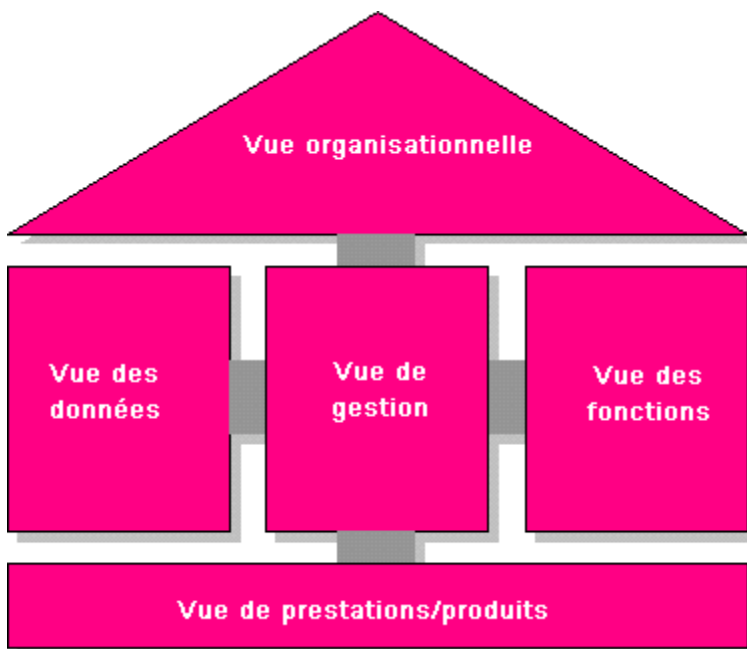 Vue organisationnelle
Vue des
données
Vue de
gestion
Vue des
fonctions
Vue de prestations/produits